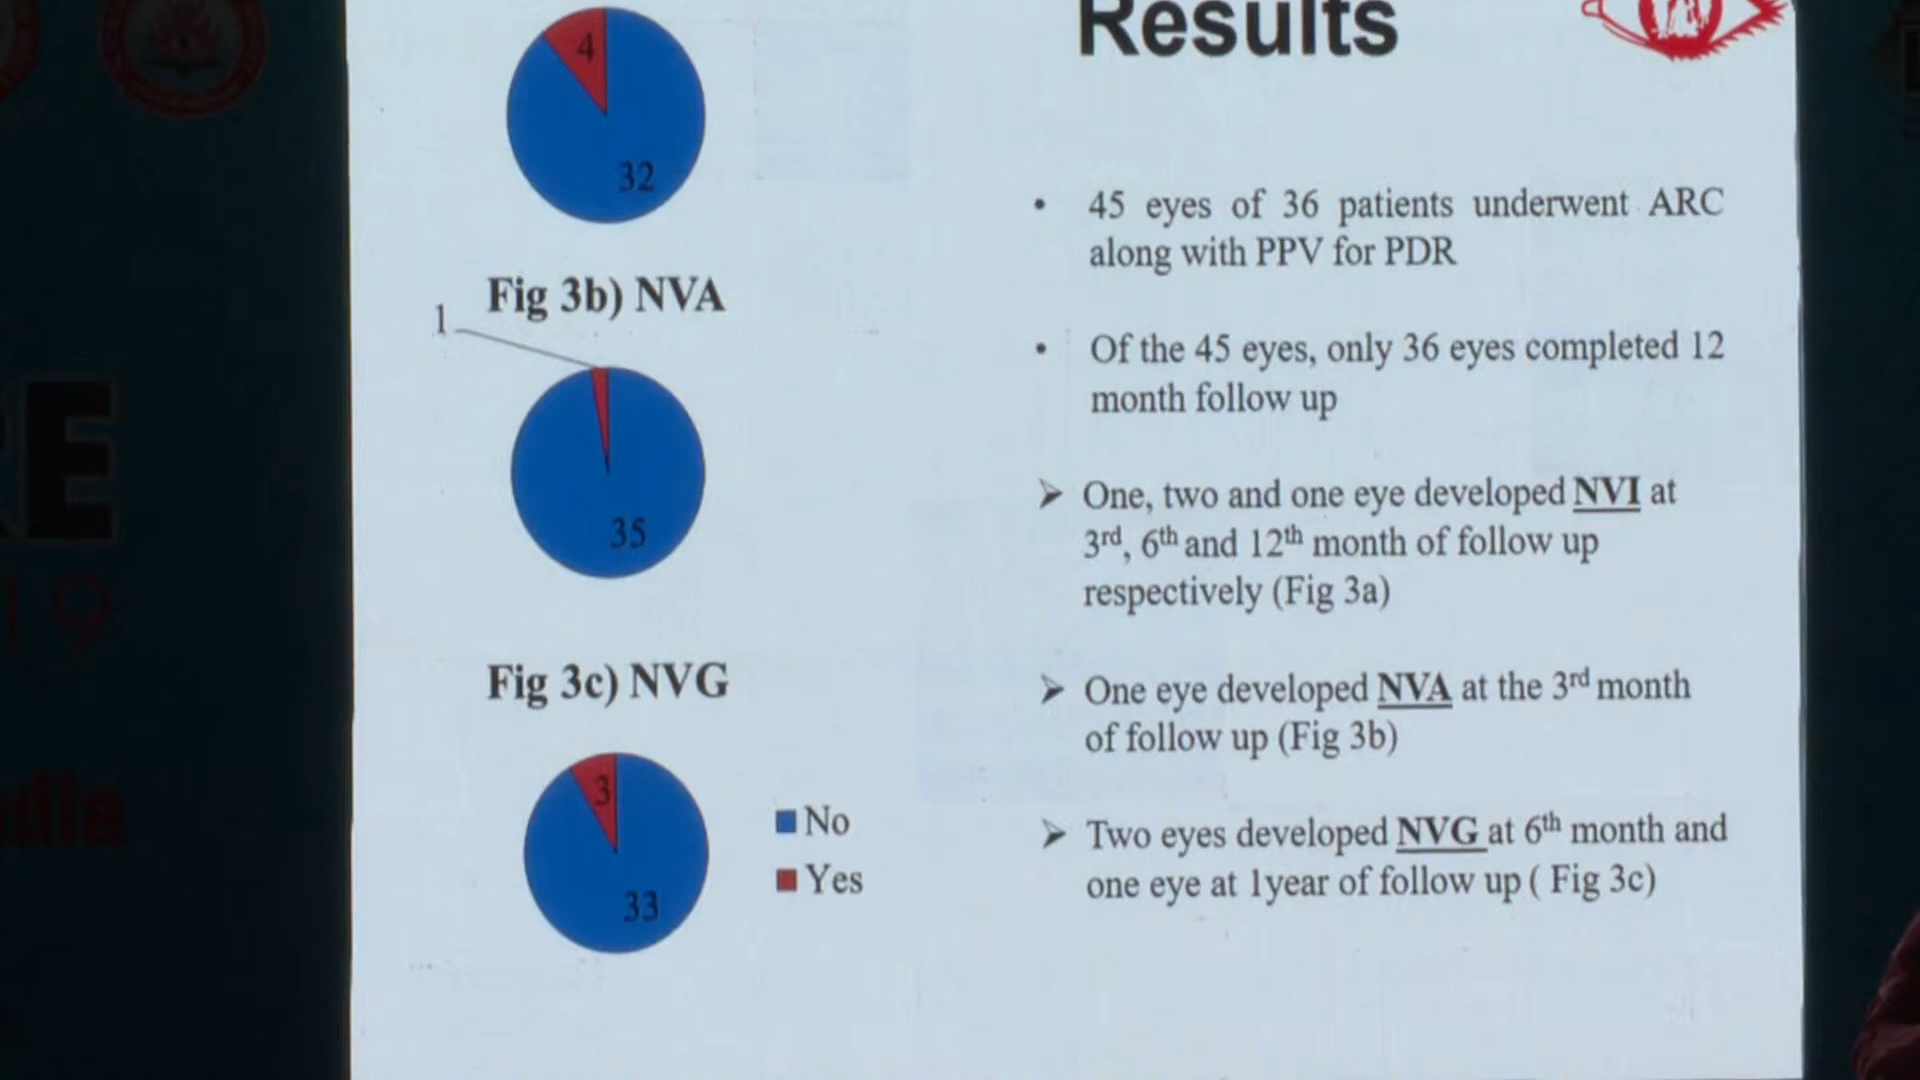 Results
4
32
Fig 3b) NVA
1
35
Fig 3c) NVG
3
33
No
Yes
• 45 eyes of 36 patients underwent ARC
along with PPV for PDR
• Of the 45 eyes, only 36 eyes completed 12
month follow up
➤ One, two and one eye developed NVI at
3rd, 6th and 12th month of follow up
respectively (Fig 3a)
➤ One eye developed NVA at the 3rd month
of follow up (Fig 3b)
➤ Two eyes developed NVG at 6th month and
one eye at 1year of follow up ( Fig 3c)
RE
19